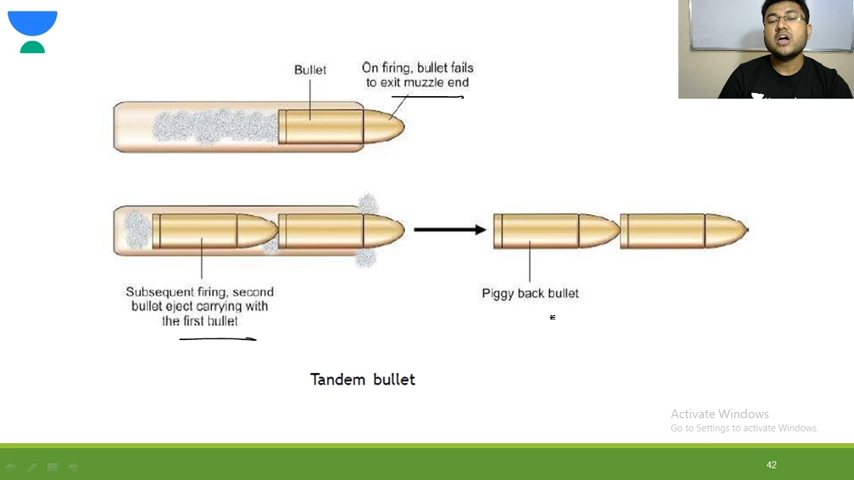 Bullet
On firing, bullet fails
to exit muzzle end
Subsequent firing, second
bullet eject carrying with
the first bullet
Piggy back bullet
Tandem bullet
Activate Windows
Go to Settings to activate Windows.
42